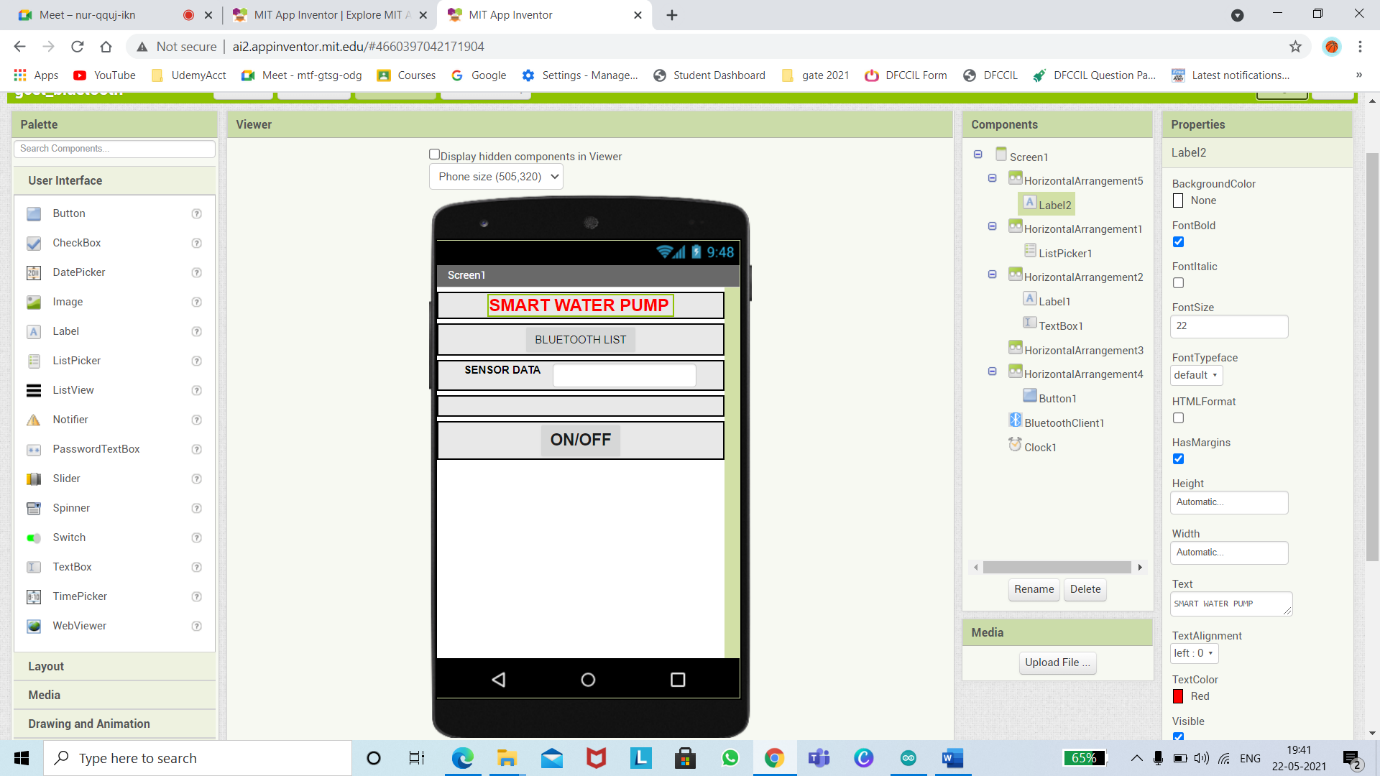 Meet – nur-qquj-ikn
MIT App Inventor | Explore MIT A
MIT App Inventor
Not secure | ai2.appinventor.mit.edu/#4660397042171904
Apps YouTube UdemyAcct Meet - mtf-gtsg-odg Courses Google Settings - Manage... Student Dashboard gate 2021 DFCCIL Form DFCCIL DFCCIL Question Pa... Latest notifications... »
Palette
Search Components...
User Interface
Button
CheckBox
DatePicker
Image
Label
ListPicker
ListView
Notifier
PasswordTextBox
Slider
Spinner
Switch
TextBox
TimePicker
WebViewer
Layout
Media
Drawing and Animation
Viewer
Display hidden components in Viewer
Phone size (505,320)
9:48
Screen1
SMART WATER PUMP
BLUETOOTH LIST
SENSOR DATA
ON/OFF
Components
Screen1
HorizontalArrangement5
Label2
HorizontalArrangement1
ListPicker1
HorizontalArrangement2
Label1
TextBox1
HorizontalArrangement3
HorizontalArrangement4
Button1
BluetoothClient1
Clock1
Rename Delete
Media
Upload File ...
Properties
Label2
BackgroundColor
None
FontBold
FontItalic
FontSize
22
FontTypeface
default
HTMLFormat
HasMargins
Height
Automatic...
Width
Automatic...
Text
SMART WATER PUMP
TextAlignment
left : 0
TextColor
Red
Visible
Type here to search
65%
ENG
19:41
22-05-2021
2